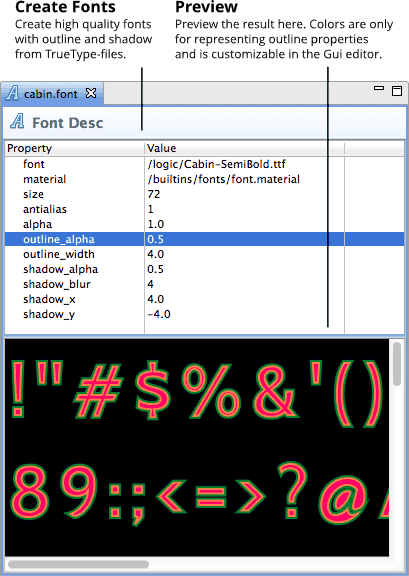 Create Fonts
Create high quality fonts
with outline and shadow
from TrueType-files.
Preview
Preview the result here. Colors are only
for representing outline properties
and is customizable in the Gui editor.
cabin.font
Font Desc
Property Value
font /logic/Cabin-SemiBold.ttf
material /builtins/fonts/font.material
size 72
antialias 1
alpha 1.0
outline_alpha 0.5
outline_width 4.0
shadow_alpha 0.5
shadow_blur 4
shadow_x 4.0
shadow_y -4.0
!"#$%&'()
89:;<=>?@